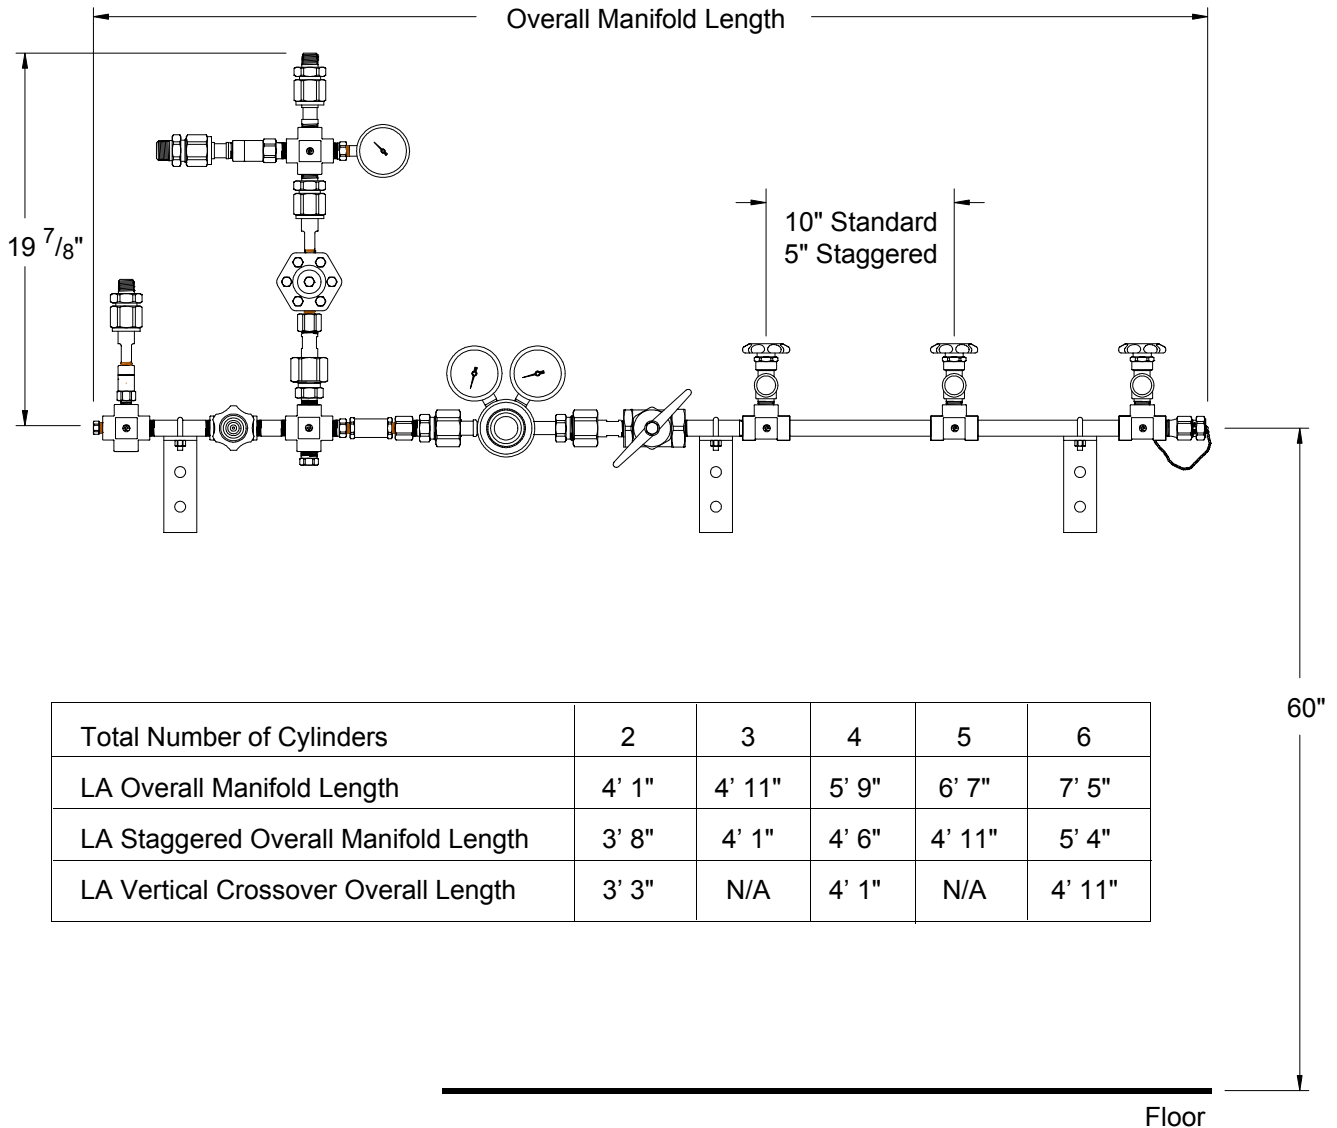 Overall Manifold Length
19 7/8"
10" Standard
5" Staggered
60"
Total Number of Cylinders 2 3 4 5 6
LA Overall Manifold Length 4’ 1" 4’ 11" 5’ 9" 6’ 7" 7’ 5"
LA Staggered Overall Manifold Length 3’ 8" 4’ 1" 4’ 6" 4’ 11" 5’ 4"
LA Vertical Crossover Overall Length 3’ 3" N/A 4’ 1" N/A 4’ 11"
Floor